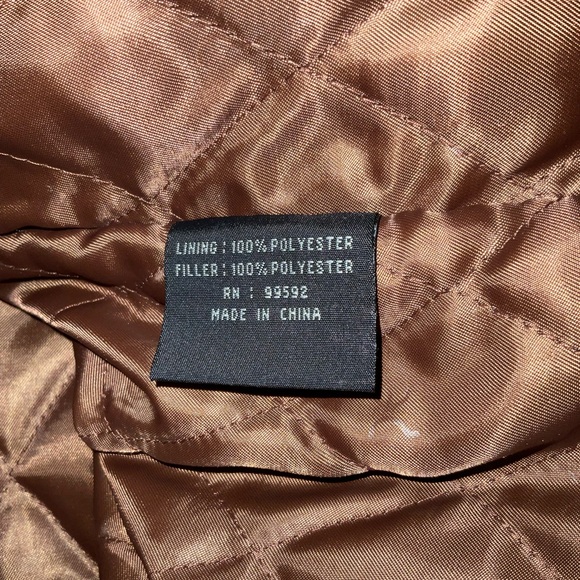 LINING : 100% POLYESTER
FILLER : 100% POLYESTER
RN : 99592
MADE IN CHINA